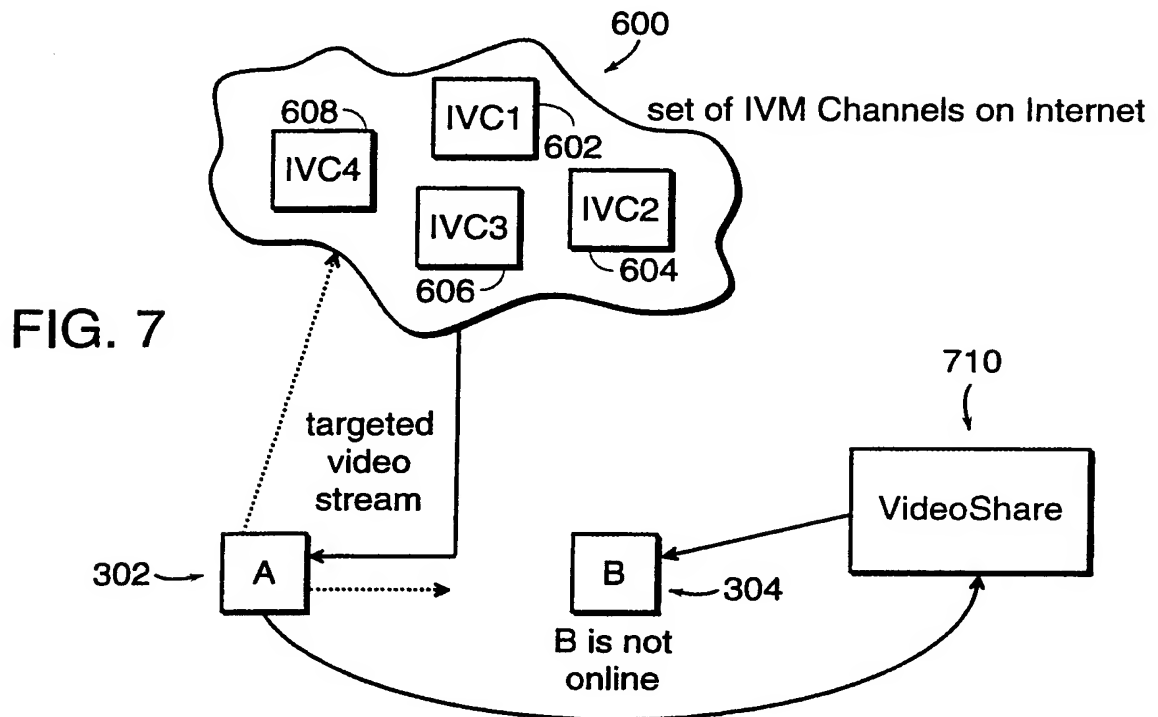 600
set of IVM Channels on Internet
IVC1
602
608
IVC4
IVC3
606
IVC2
604
FIG. 7
targeted
video
stream
710
VideoShare
302
A
B
304
B is not
online